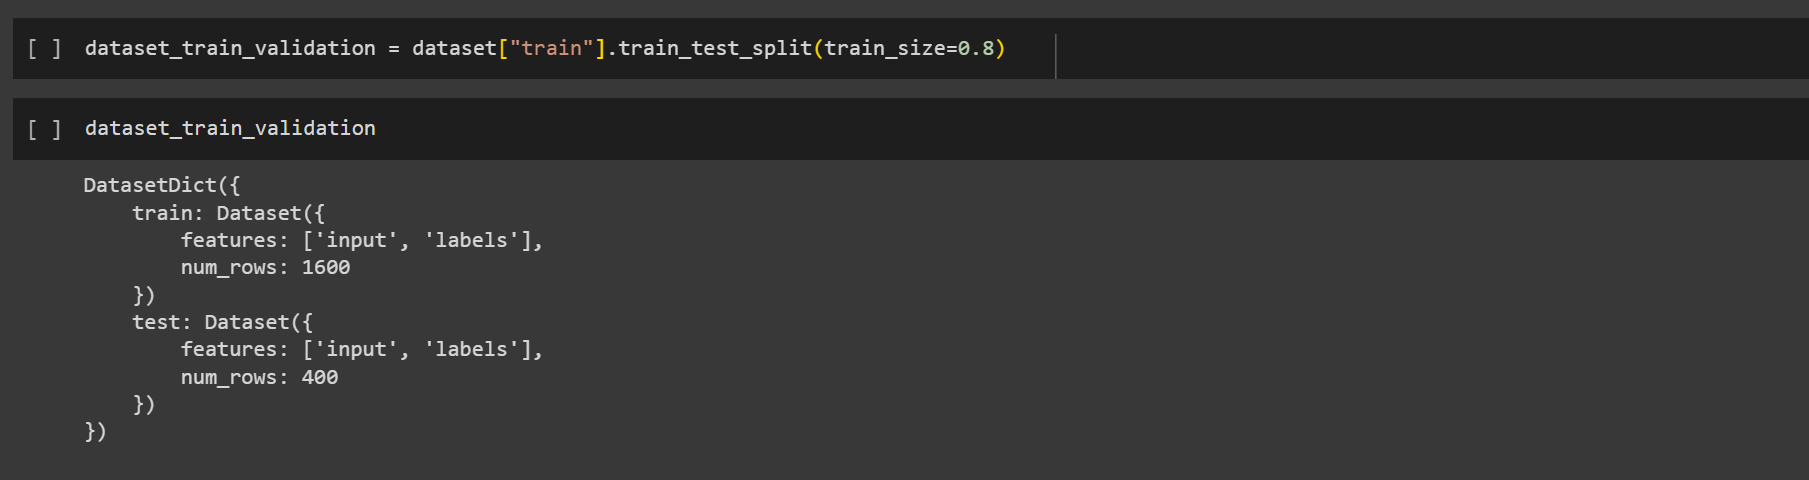 [ ] dataset_train_validation = dataset["train"].train_test_split(train_size=0.8)
[ ] dataset_train_validation
DatasetDict({
    train: Dataset({
        features: ['input', 'labels'],
        num_rows: 1600
    })
    test: Dataset({
        features: ['input', 'labels'],
        num_rows: 400
    })
})